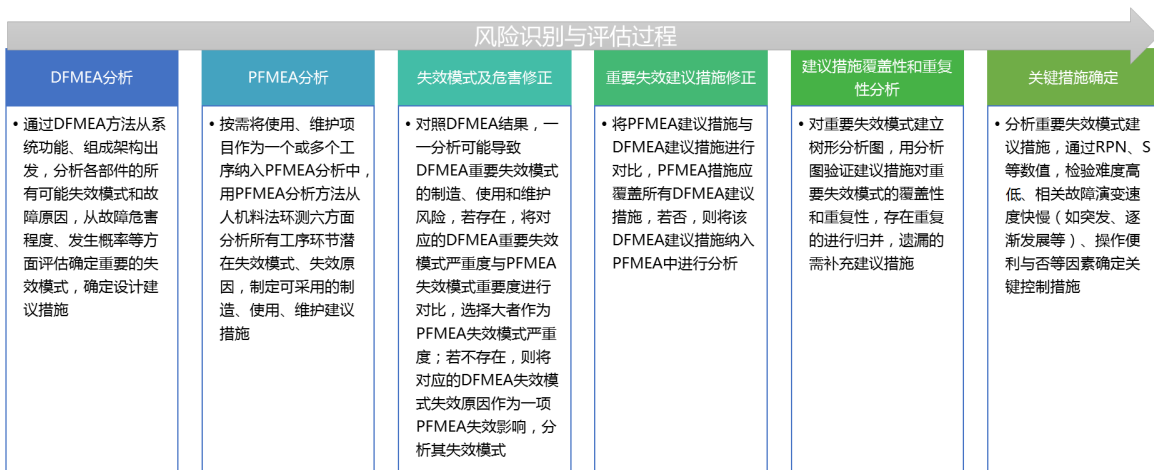 风险识别与评估过程
DFMEA分析
• 通过DFMEA方法从系
统功能、组成架构出
发，分析各部件的所
有可能失效模式和故
障原因，从故障危害
程度、发生概率等方
面评估确定重要的失
效模式，确定设计建
议措施
PFMEA分析
• 按需将使用、维护项
目作为一个或多个工
序纳入PFMEA分析中，
用PFMEA分析方法从
人机料法环测六方面
分析所有工序环节潜
在失效模式、失效原
因，制定可采用的制
造、使用、维护建议
措施
失效模式及危害修正
• 对照DFMEA结果，一
一分析可能导致
DFMEA重要失效模式
的制造、使用和维护
风险，若存在，将对
应的DFMEA重要失效
模式严重度与PFMEA
失效模式重要度进行
对比，选择大者作为
PFMEA失效模式严重
度；若不存在，则将
对应的DFMEA失效模
式失效原因作为一项
PFMEA失效影响，分
析其失效模式
重要失效建议措施修正
• 将PFMEA建议措施与
DFMEA建议措施进行
对比，PFMEA措施应
覆盖所有DFMEA建议
措施，若否，则将该
DFMEA建议措施纳入
PFMEA中进行分析
建议措施覆盖性和重复
性分析
• 对重要失效模式建立
树形分析图，用分析
图验证建议措施对重
要失效模式的覆盖性
和重复性，存在重复
的进行归并，遗漏的
需补充建议措施
关键措施确定
• 分析重要失效模式建
议措施，通过RPN、S
等数值，检验难度高
低、相关故障演变速
度快慢（如突发、逐
渐发展等）、操作便
利与否等因素确定关
键控制措施